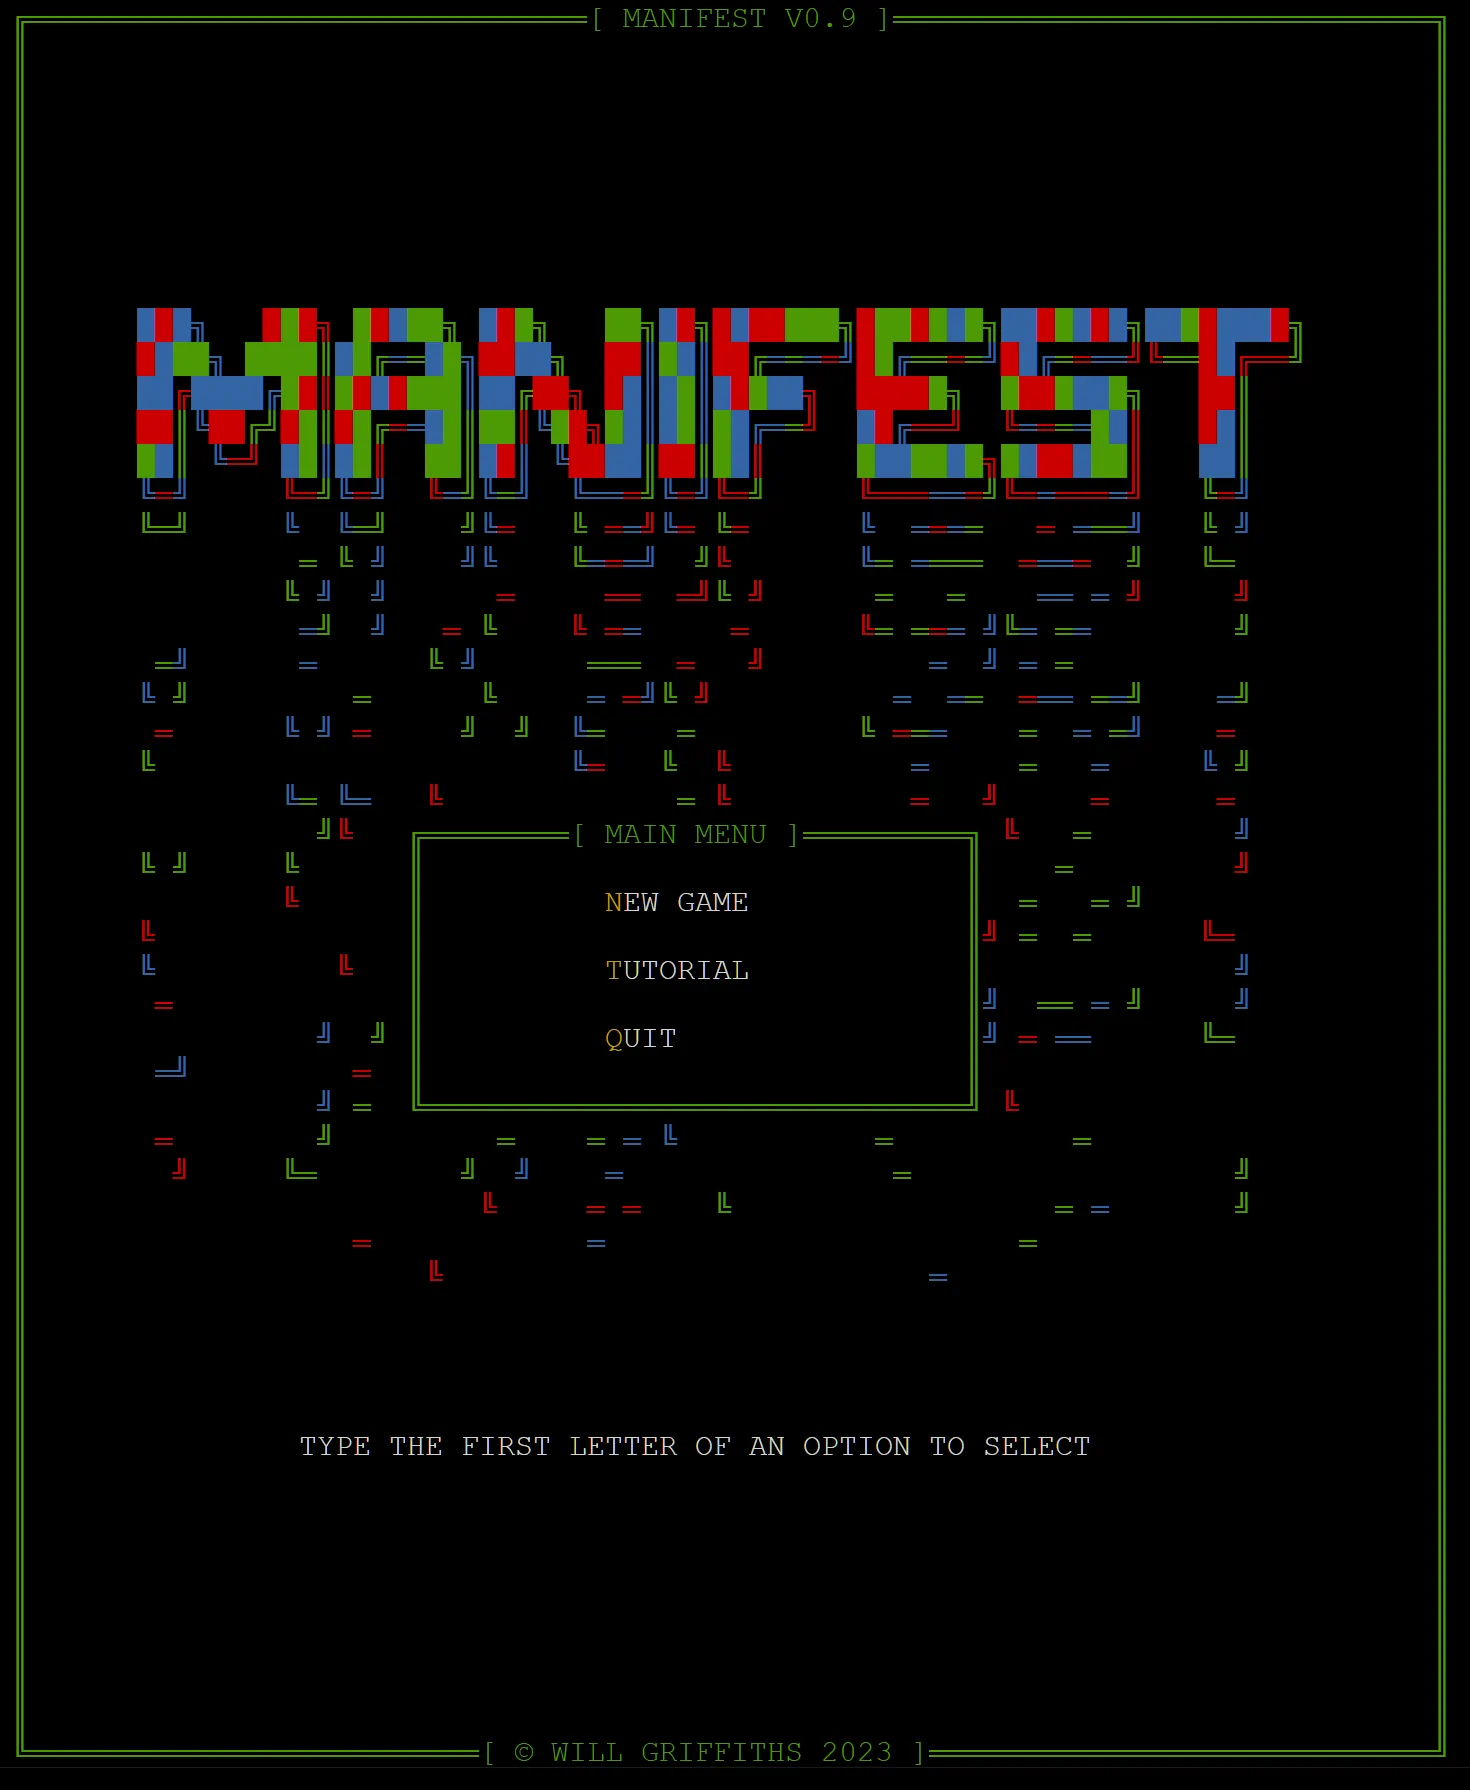 [ MANIFEST V0.9 ]
MANIFEST
[ MAIN MENU ]
NEW GAME
TUTORIAL
QUIT
TYPE THE FIRST LETTER OF AN OPTION TO SELECT
[ © WILL GRIFFITHS 2023 ]